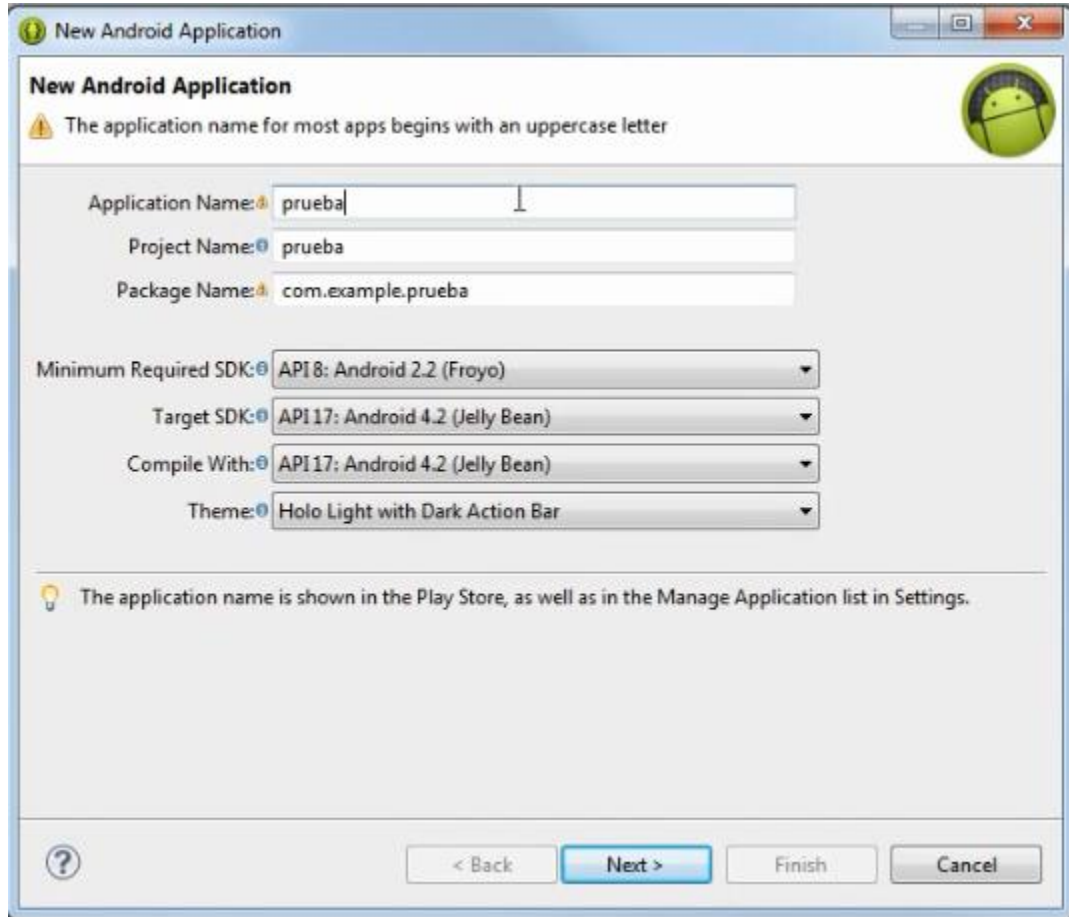 New Android Application
New Android Application
The application name for most apps begins with an uppercase letter
Application Name: prueba
Project Name: prueba
Package Name: com.example.prueba
Minimum Required SDK: API 8: Android 2.2 (Froyo)
Target SDK: API 17: Android 4.2 (Jelly Bean)
Compile With: API 17: Android 4.2 (Jelly Bean)
Theme: Holo Light with Dark Action Bar
The application name is shown in the Play Store, as well as in the Manage Application list in Settings.
< Back Next > Finish Cancel